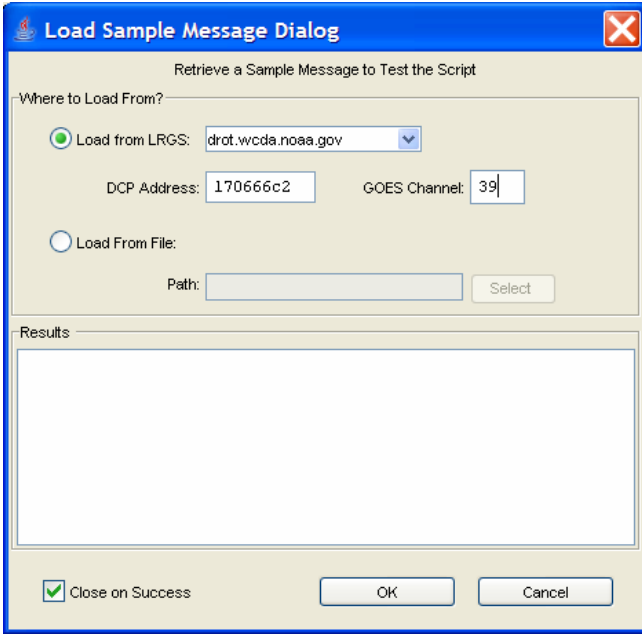 Load Sample Message Dialog
Retrieve a Sample Message to Test the Script
Where to Load From?
Load from LRGS: drot.wcda.noaa.gov
DCP Address: 170666c2 GOES Channel: 39
Load From File:
Path: Select
Results
Close on Success OK Cancel